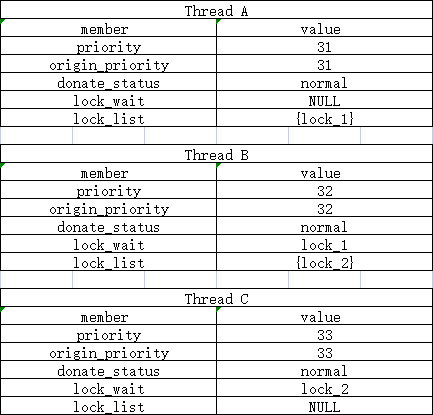 Thread A
member value
priority 31
origin_priority 31
donate_status normal
lock_wait NULL
lock_list {lock_1}
Thread B
member value
priority 32
origin_priority 32
donate_status normal
lock_wait lock_1
lock_list {lock_2}
Thread C
member value
priority 33
origin_priority 33
donate_status normal
lock_wait lock_2
lock_list NULL